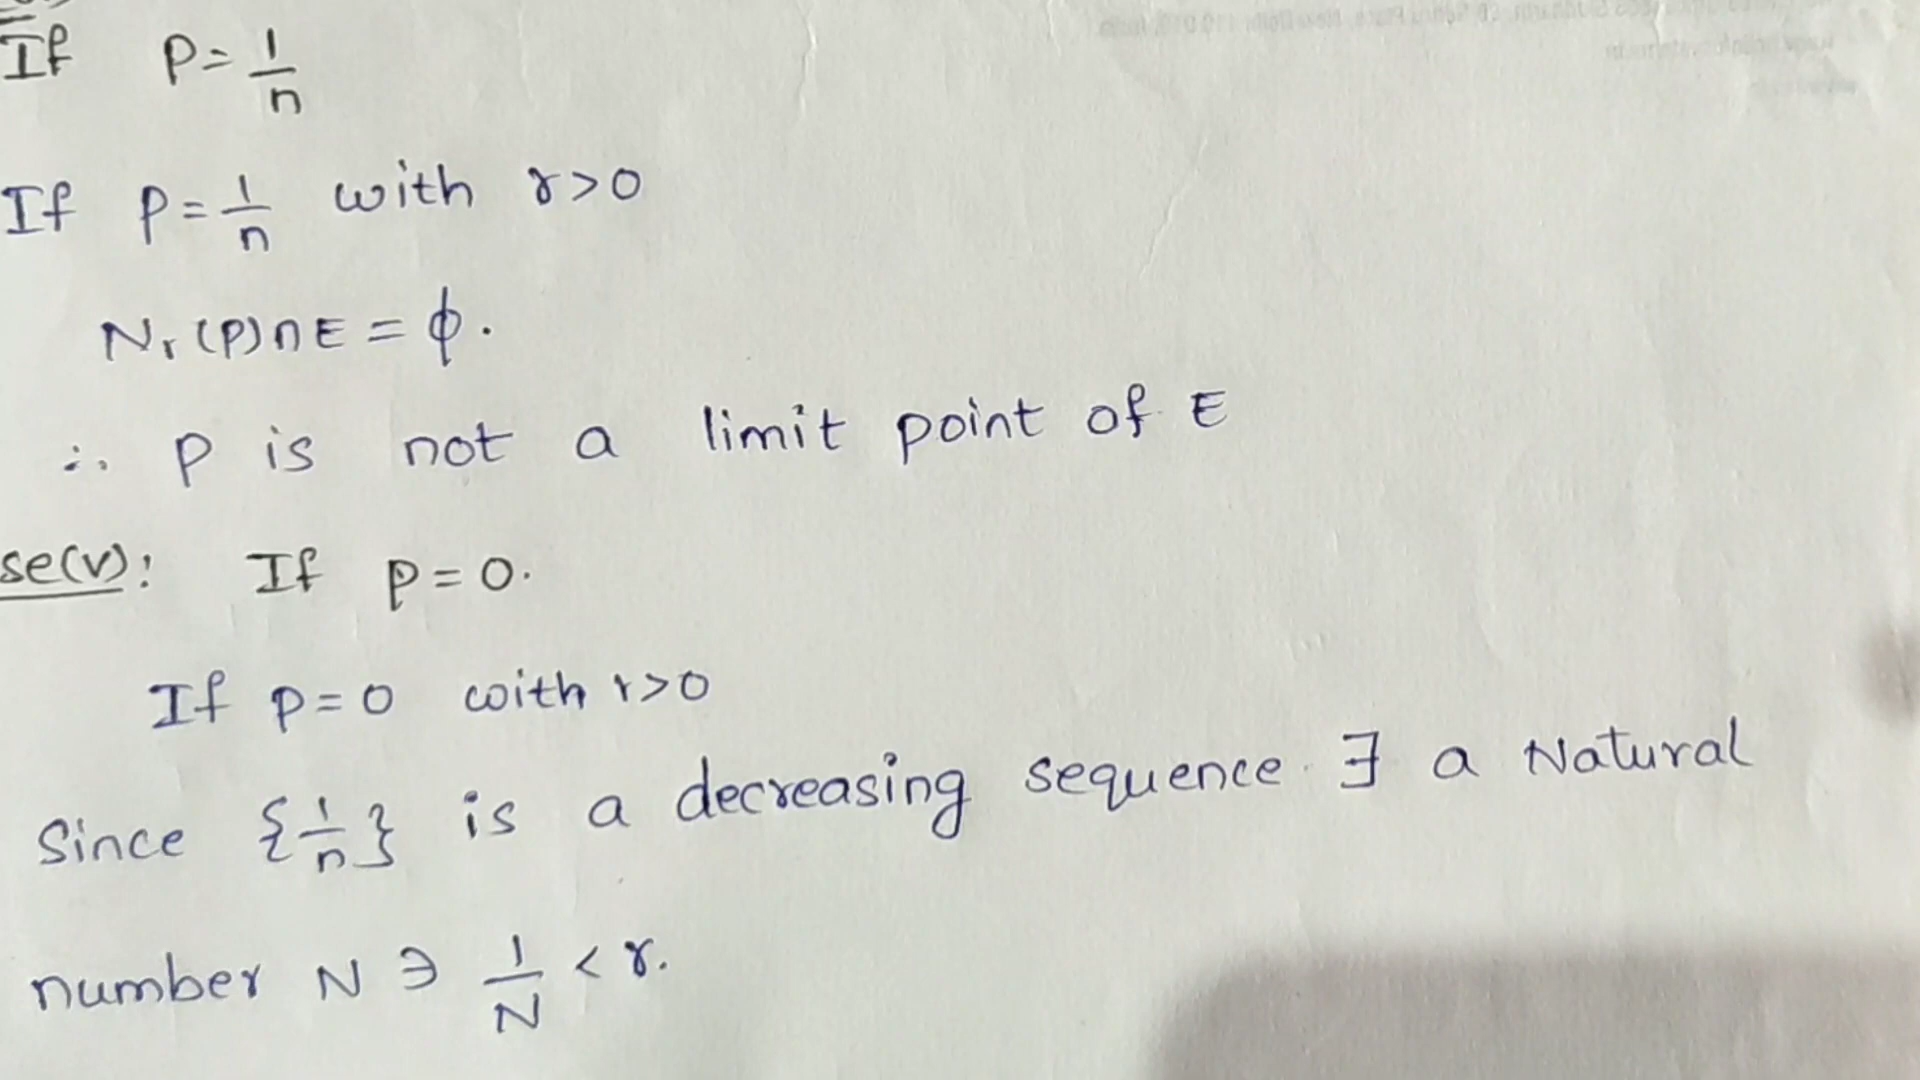 If P = 1/n
If P = 1/n with r>0
Nr(P)∩E = ϕ.
∴ P is not a limit point of E
se(v): If P=0.
If P=0 with r>0
Since {1/n} is a decreasing sequence ∃ a Natural
number N ∋ 1/N < r.